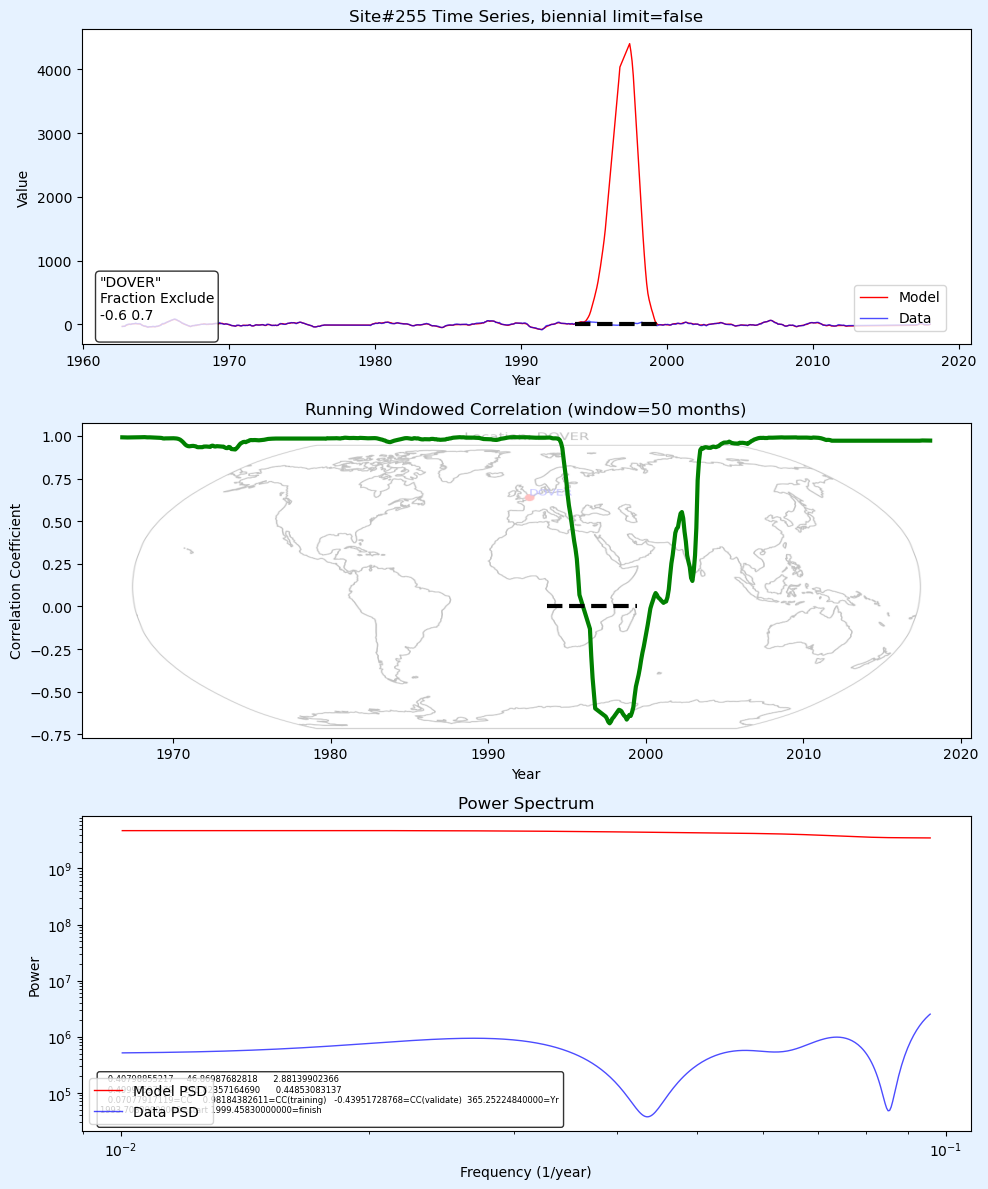 Site#255 Time Series, biennial limit=false
Value
4000
3000
2000
1000
0
"DOVER"
Fraction Exclude
-0.6 0.7
Model
Data
1960 1970 1980 1990 2000 2010 2020
Year
Running Windowed Correlation (window=50 months)
Correlation Coefficient
1.00
0.75
0.50
0.25
0.00
−0.25
−0.50
−0.75
DOVER
DOVER
1970 1980 1990 2000 2010 2020
Year
Power Spectrum
Power
10⁹
10⁸
10⁷
10⁶
10⁵
2.88139902366
0.44853083137
0.98184382611=CC(training) -0.43951728768=CC(validate) 365.25224840000=Yr
1999.45830000000=finish
Model PSD
Data PSD
10⁻² 10⁻¹
Frequency (1/year)